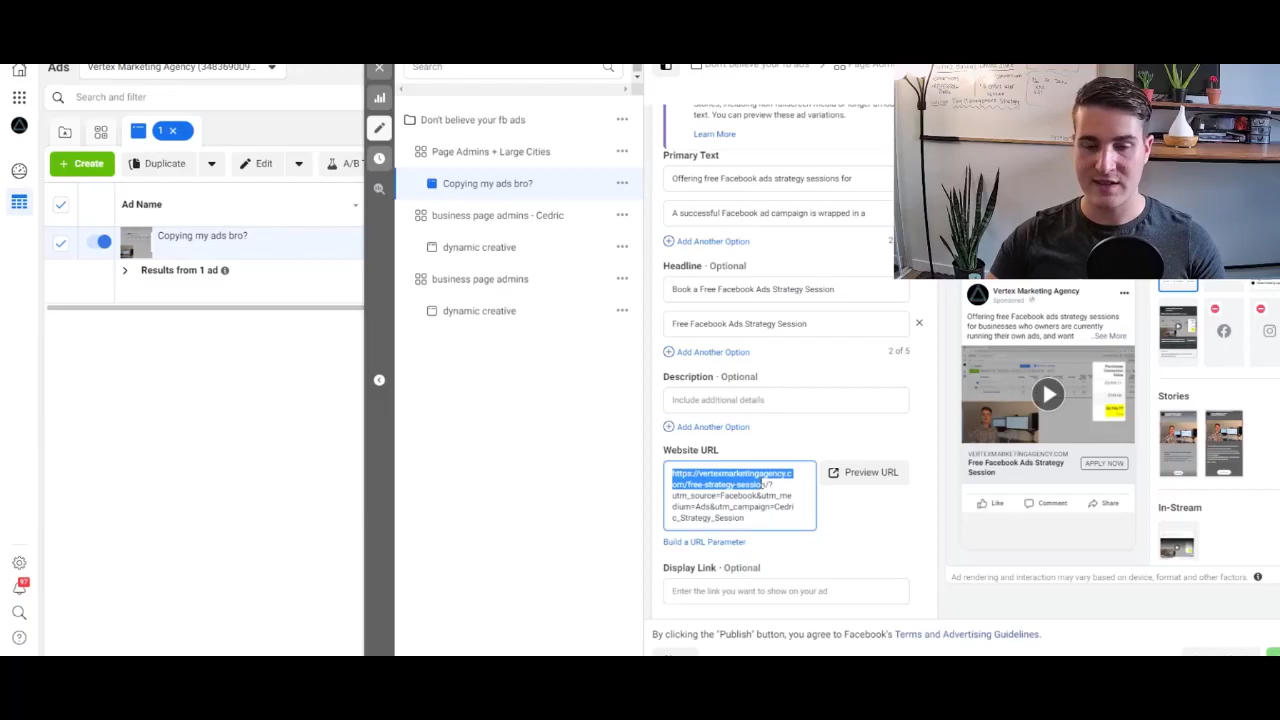 Ads
Vertex Marketing Agency (348369009...
Search and filter
1
+ Create
Duplicate
Edit
A/B T
Ad Name
Copying my ads bro?
Results from 1 ad
97
Search
Don't believe your fb ads
Page Admins + Large Cities
Copying my ads bro?
business page admins - Cedric
dynamic creative
business page admins
dynamic creative
Don't believe your fb ads
Page Admi
text. You can preview these ad variations.
Learn More
Primary Text
Offering free Facebook ads strategy sessions for
A successful Facebook ad campaign is wrapped in a
Add Another Option
2
Headline · Optional
Book a Free Facebook Ads Strategy Session
Free Facebook Ads Strategy Session
Add Another Option
2 of 5
Description · Optional
Include additional details
Add Another Option
Website URL
https://vertexmarketingagency.c
om/free-strategy-session/?
utm_source=Facebook&utm_me
dium=Ads&utm_campaign=Cedri
c_Strategy_Session
Preview URL
Build a URL Parameter
Display Link · Optional
Enter the link you want to show on your ad
By clicking the "Publish" button, you agree to Facebook's Terms and Advertising Guidelines.
Vertex Marketing Agency
Sponsored
Offering free Facebook ads strategy sessions
for businesses who owners are currently
running their own ads, and want
...See More
VERTEXMARKETINGAGENCY.COM
Free Facebook Ads Strategy
Session
APPLY NOW
Like
Comment
Share
Ad rendering and interaction may vary based on device, format and other factors.
Stories
In-Stream